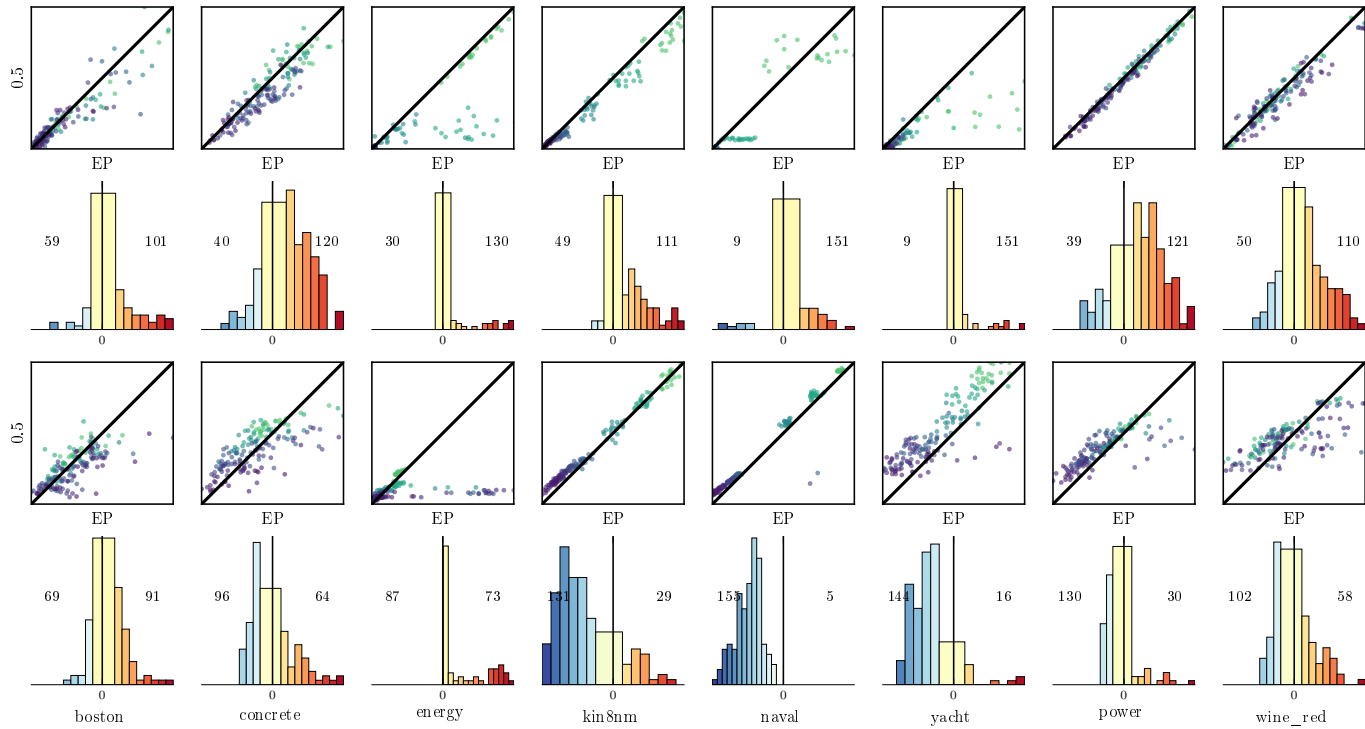 0.5
EP EP EP EP EP EP EP EP
59 101 40 120 30 130 49 111 9 151 9 151 39 121 50 110
0 0 0 0 0 0 0 0
0.5
EP EP EP EP EP EP EP EP
69 91 96 64 87 73 131 29 155 5 144 16 130 30 102 58
0 0 0 0 0 0 0 0
boston concrete energy kin8nm naval yacht power wine_red